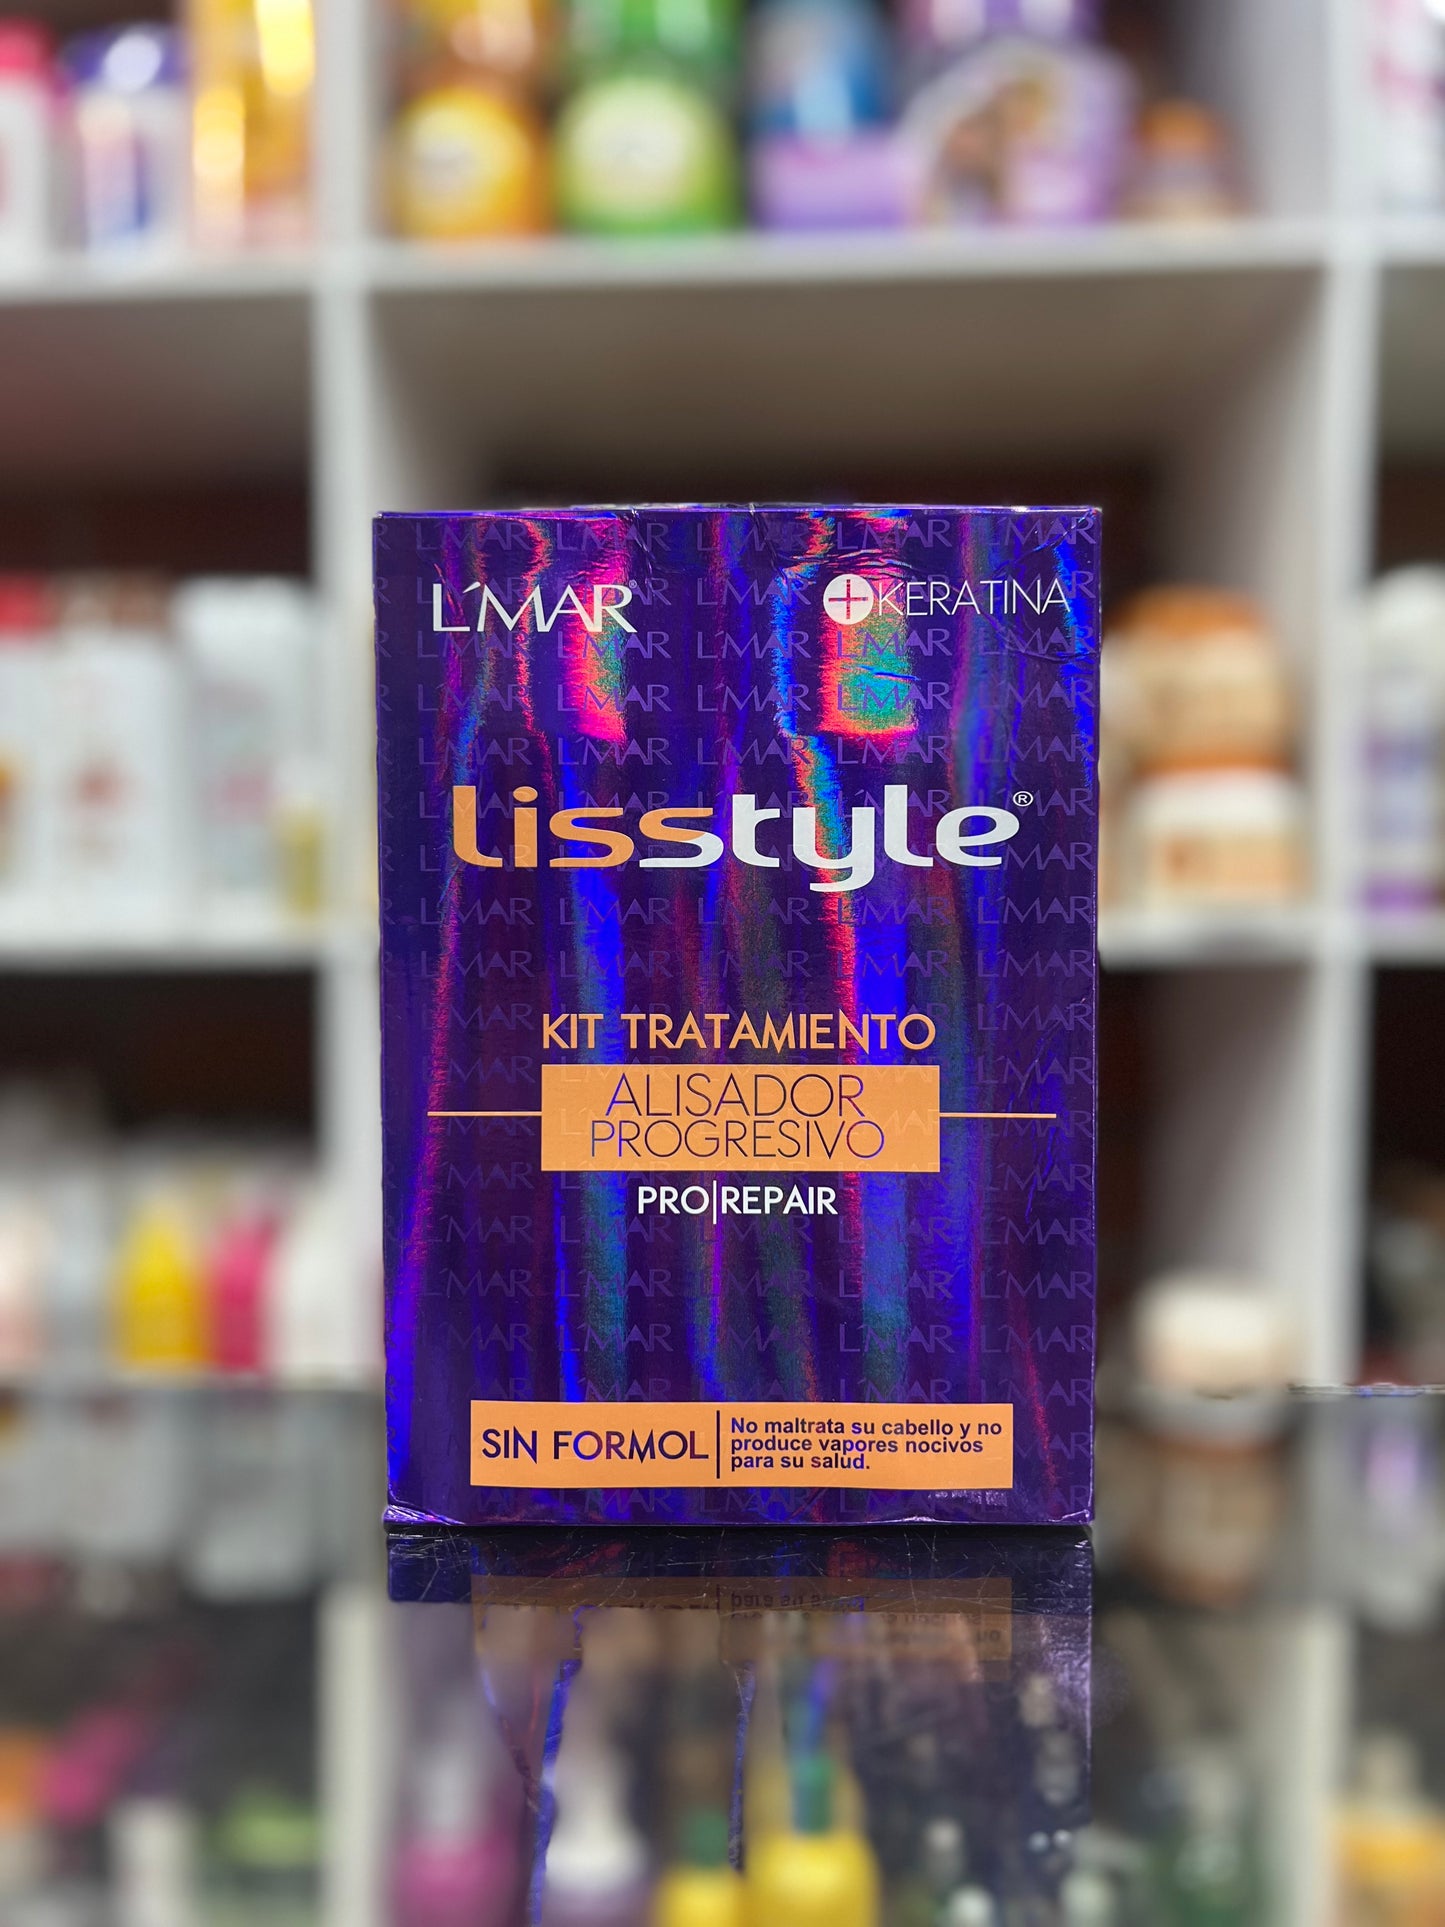 L'MAR®
+KERATINA
lisstyle®
KIT TRATAMIENTO
ALISADOR
PROGRESIVO
PRO|REPAIR
SIN FORMOL
No maltrata su cabello y no
produce vapores nocivos
para su salud.